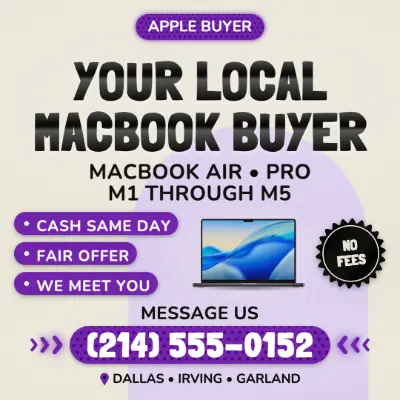 APPLE BUYER
YOUR LOCAL
MACBOOK BUYER
MACBOOK AIR • PRO
M1 THROUGH M5
• CASH SAME DAY
• FAIR OFFER
• WE MEET YOU
NO
FEES
MESSAGE US
››› (214) 555-0152 ‹‹‹
DALLAS • IRVING • GARLAND